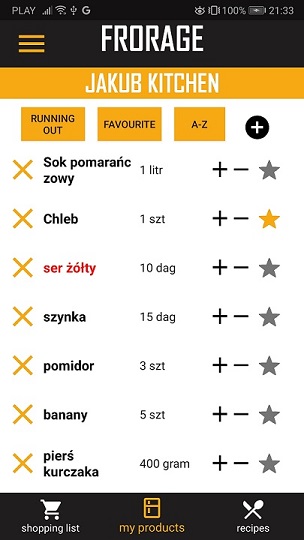 PLAY G 100% 21:33
FRORAGE
JAKUB KITCHEN
RUNNING
OUT
FAVOURITE
A-Z
Sok pomarańc
zowy
1 litr
Chleb
1 szt
ser żółty
10 dag
szynka
15 dag
pomidor
3 szt
banany
5 szt
pierś
kurczaka
400 gram
shopping list
my products
recipes